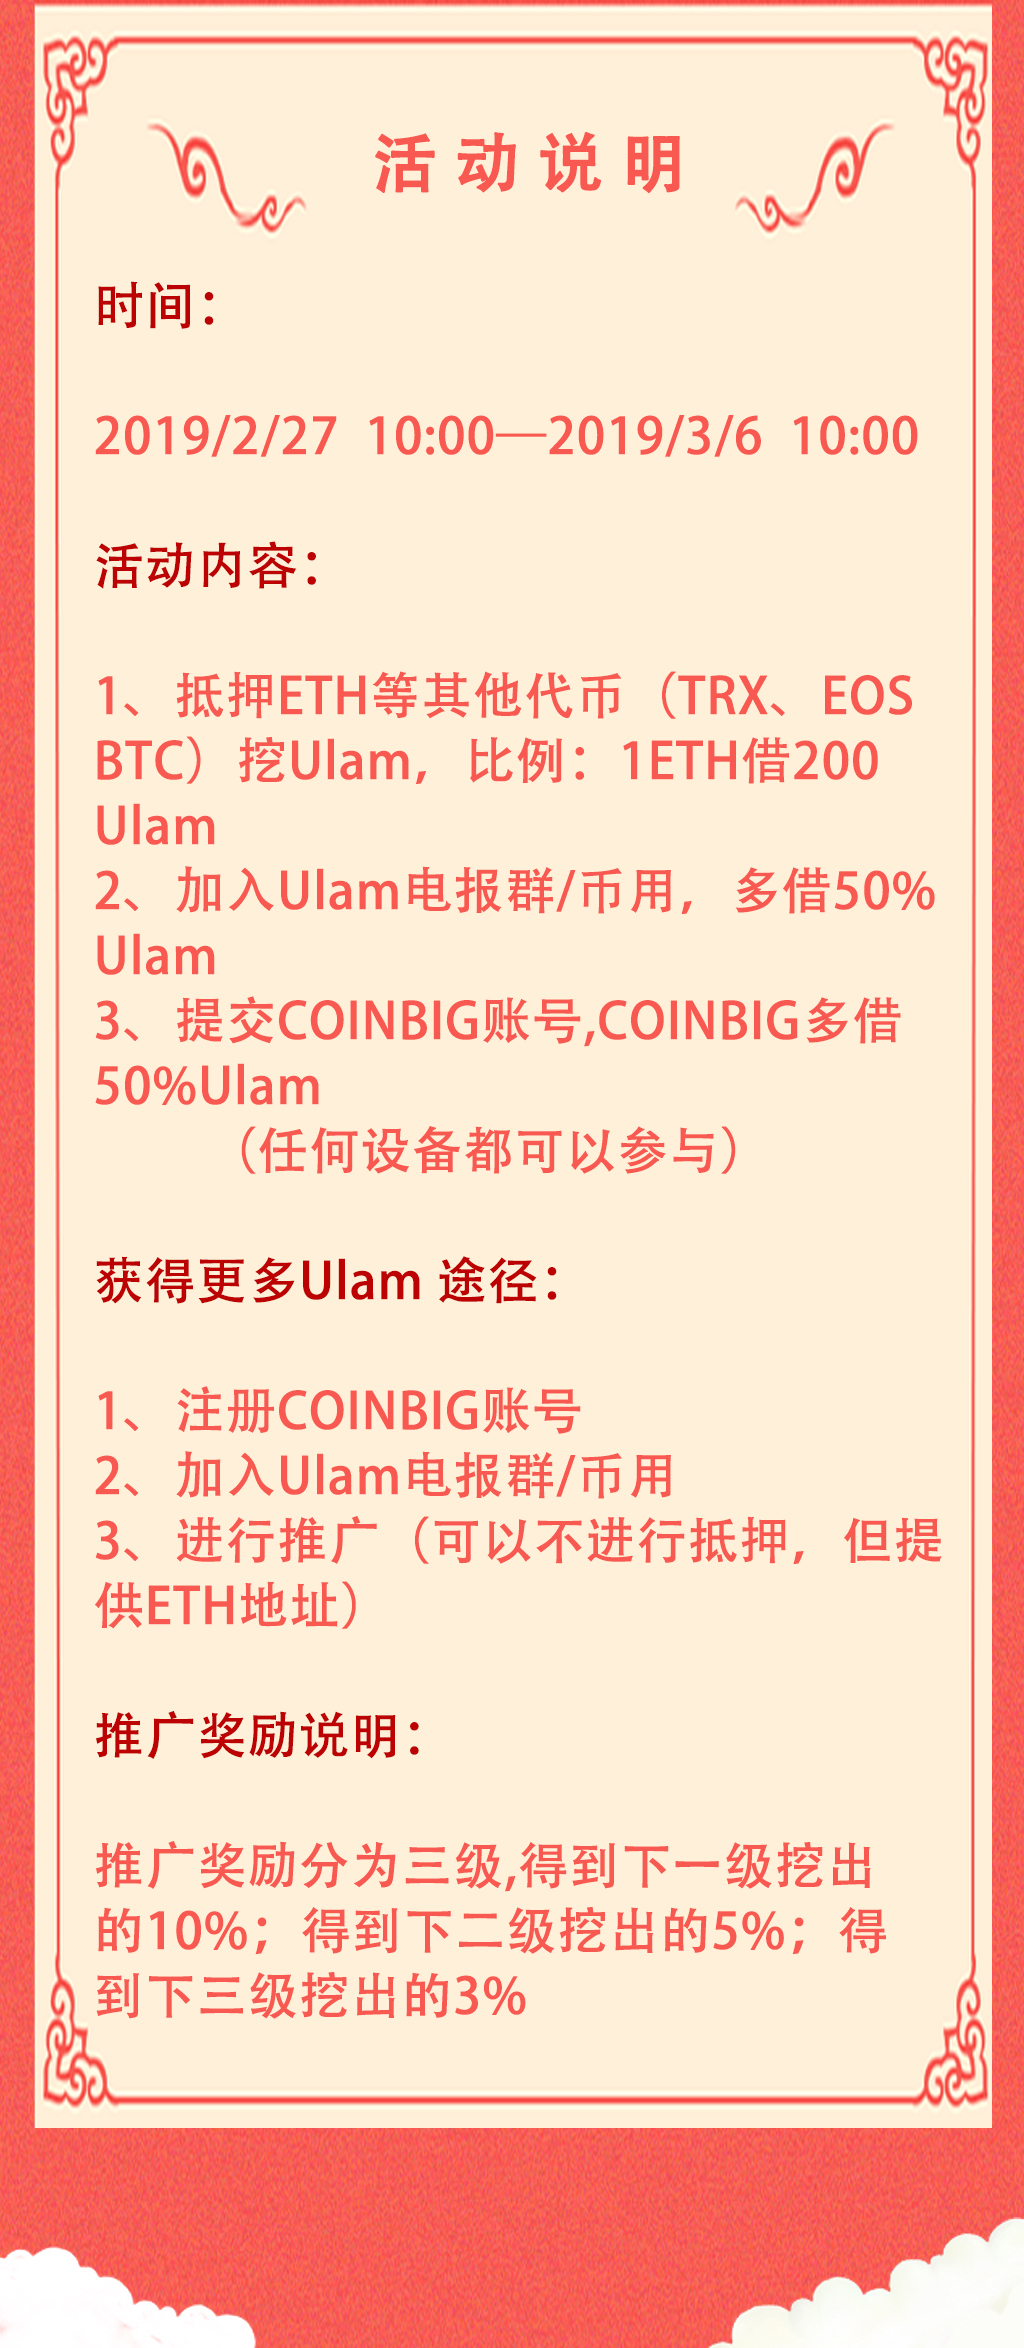 活动说明
时间：
2019/2/27 10:00—2019/3/6 10:00
活动内容：
1、抵押ETH等其他代币（TRX、EOS
BTC）挖Ulam，比例：1ETH借200
Ulam
2、加入Ulam电报群/币用，多借50%
Ulam
3、提交COINBIG账号,COINBIG多借
50%Ulam
（任何设备都可以参与）
获得更多Ulam 途径：
1、注册COINBIG账号
2、加入Ulam电报群/币用
3、进行推广（可以不进行抵押，但提
供ETH地址）
推广奖励说明：
推广奖励分为三级,得到下一级挖出
的10%；得到下二级挖出的5%；得
到下三级挖出的3%